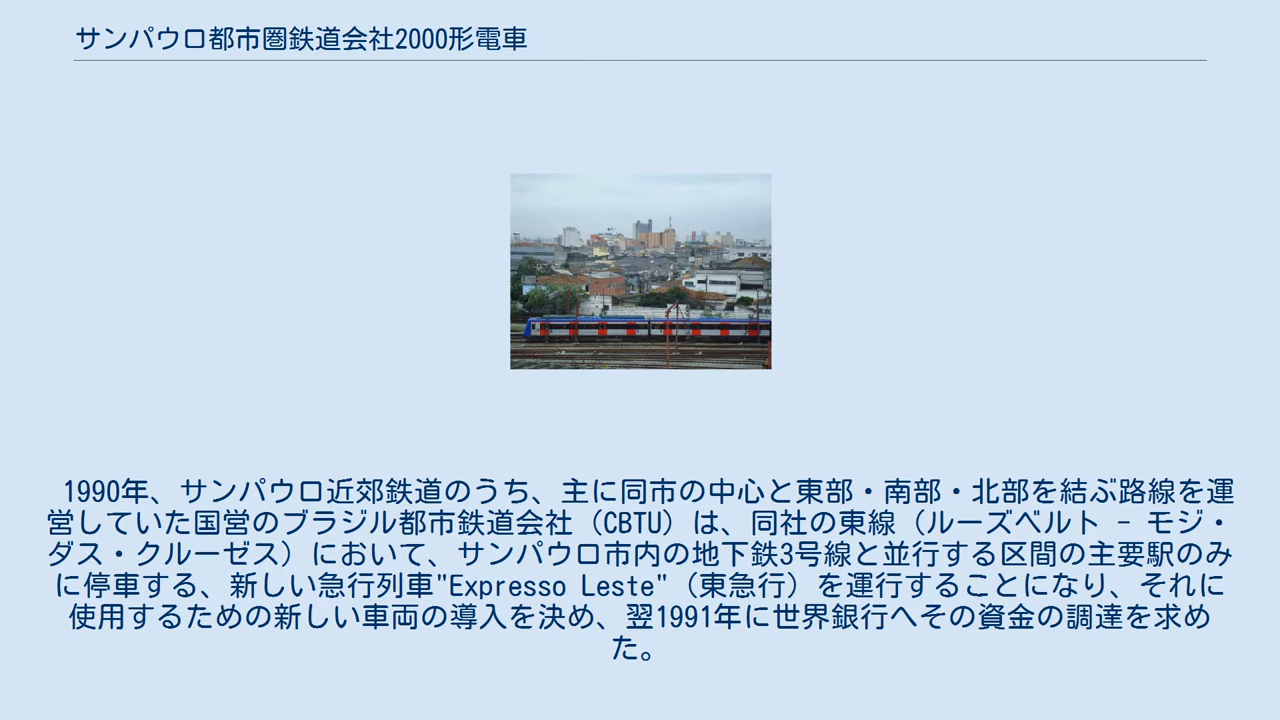 サンパウロ都市圏鉄道会社2000形電車
1990年、サンパウロ近郊鉄道のうち、主に同市の中心と東部・南部・北部を結ぶ路線を運
営していた国営のブラジル都市鉄道会社（CBTU）は、同社の東線（ルーズベルト - モジ・
ダス・クルーゼス）において、サンパウロ市内の地下鉄3号線と並行する区間の主要駅のみ
に停車する、新しい急行列車"Expresso Leste"（東急行）を運行することになり、それに
使用するための新しい車両の導入を決め、翌1991年に世界銀行へその資金の調達を求め
た。